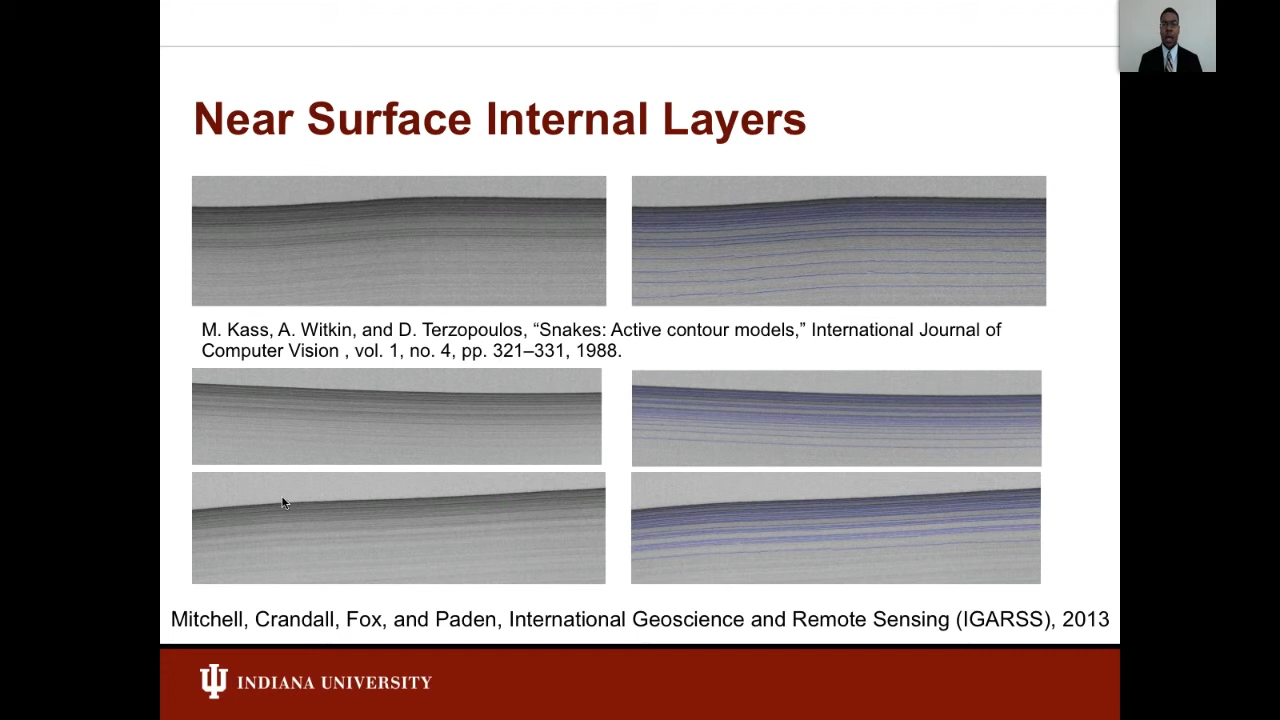 Near Surface Internal Layers
M. Kass, A. Witkin, and D. Terzopoulos, “Snakes: Active contour models,” International Journal of
Computer Vision , vol. 1, no. 4, pp. 321–331, 1988.
Mitchell, Crandall, Fox, and Paden, International Geoscience and Remote Sensing (IGARSS), 2013
INDIANA UNIVERSITY